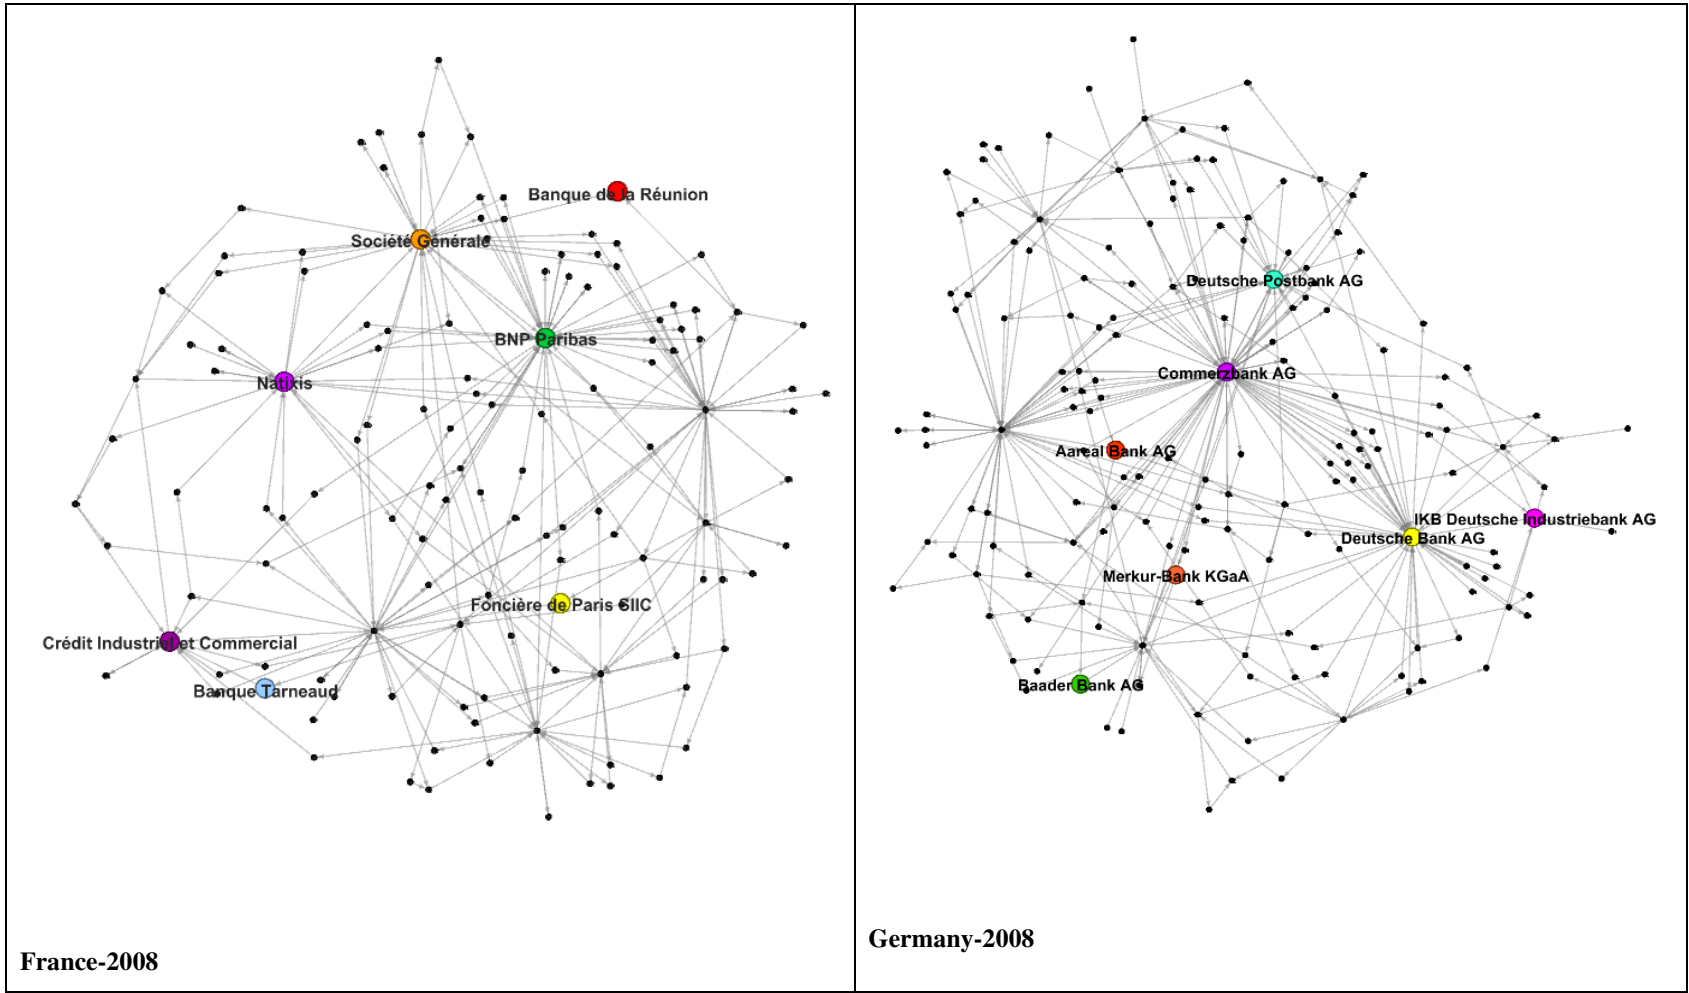 Banque de la Réunion
Société Générale
BNP Paribas
Natixis
Foncière de Paris SIIC
Crédit Industriel et Commercial
Banque Tarneaud
France-2008
Deutsche Postbank AG
Commerzbank AG
Aareal Bank AG
IKB Deutsche Industriebank AG
Deutsche Bank AG
Merkur-Bank KGaA
Baader Bank AG
Germany-2008